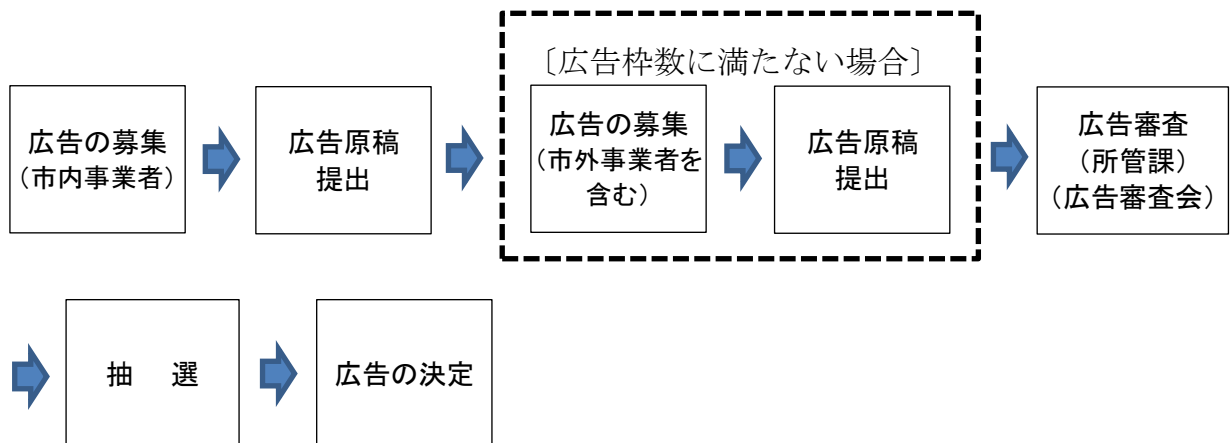 広告の募集
（市内事業者）
広告原稿
提出
〔広告枠数に満たない場合〕
広告の募集
（市外事業者を
含む）
広告原稿
提出
広告審査
（所管課）
（広告審査会）
抽　選
広告の決定